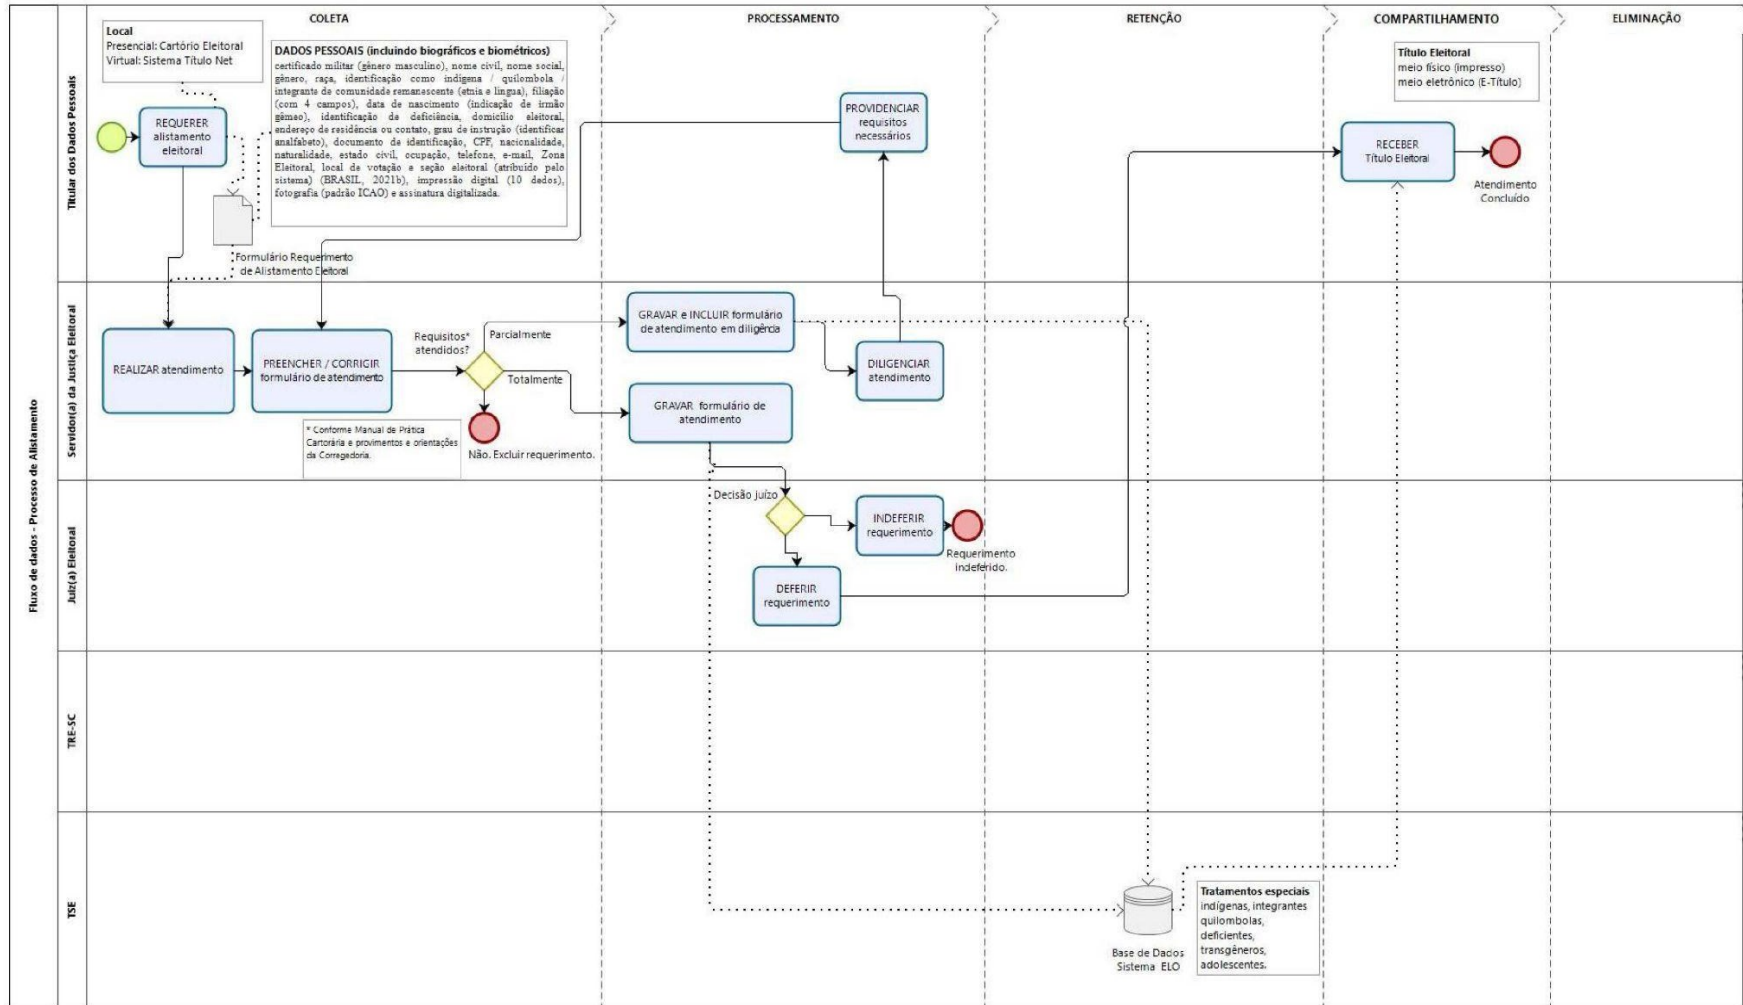 COLETA
PROCESSAMENTO
RETENÇÃO
COMPARTILHAMENTO
ELIMINAÇÃO
Fluxo de dados - Processo de Alistamento
Titular dos Dados Pessoais
Local
Presencial: Cartório Eleitoral
Virtual: Sistema Título Net
DADOS PESSOAIS (incluindo biográficos e biométricos)
certificado militar (gênero masculino), nome civil, nome social,
gênero, raça, identificação como indígena / quilombola /
integrante de comunidade remanescente (etnia e língua), filiação
(com 4 campos), data de nascimento (indicação de irmão
gêmeo), identificação de deficiência, domicílio eleitoral,
endereço de residência ou contato, grau de instrução (identificar
analfabeto), documento de identificação, CPF, nacionalidade,
naturalidade, estado civil, ocupação, telefone, e-mail, Zona
Eleitoral, local de votação e seção eleitoral (atribuído pelo
sistema) (BRASIL, 2021b), impressão digital (10 dedos),
fotografia (padrão ICAO) e assinatura digitalizada.
REQUERER
alistamento
eleitoral
Formulário Requerimento
de Alistamento Eleitoral
PROVIDENCIAR
requisitos
necessários
Título Eleitoral
meio físico (impresso)
meio eletrônico (E-Título)
RECEBER
Título Eleitoral
Atendimento
Concluído
Servidor(a) da Justiça Eleitoral
REALIZAR atendimento
PREENCHER / CORRIGIR
formulário de atendimento
Requisitos*
atendidos?
Parcialmente
Totalmente
Não. Excluir requerimento.
* Conforme Manual de Prática
Cartorária e provimentos e orientações
da Corregedoria.
GRAVAR e INCLUIR formulário
de atendimento em diligência
DILIGENCIAR
atendimento
GRAVAR formulário de
atendimento
Juiz(a) Eleitoral
Decisão juízo
INDEFERIR
requerimento
Requerimento
indeferido.
DEFERIR
requerimento
TRE-SC
TSE
Base de Dados
Sistema ELO
Tratamentos especiais
indígenas, integrantes
quilombolas,
deficientes,
transgêneros,
adolescentes.